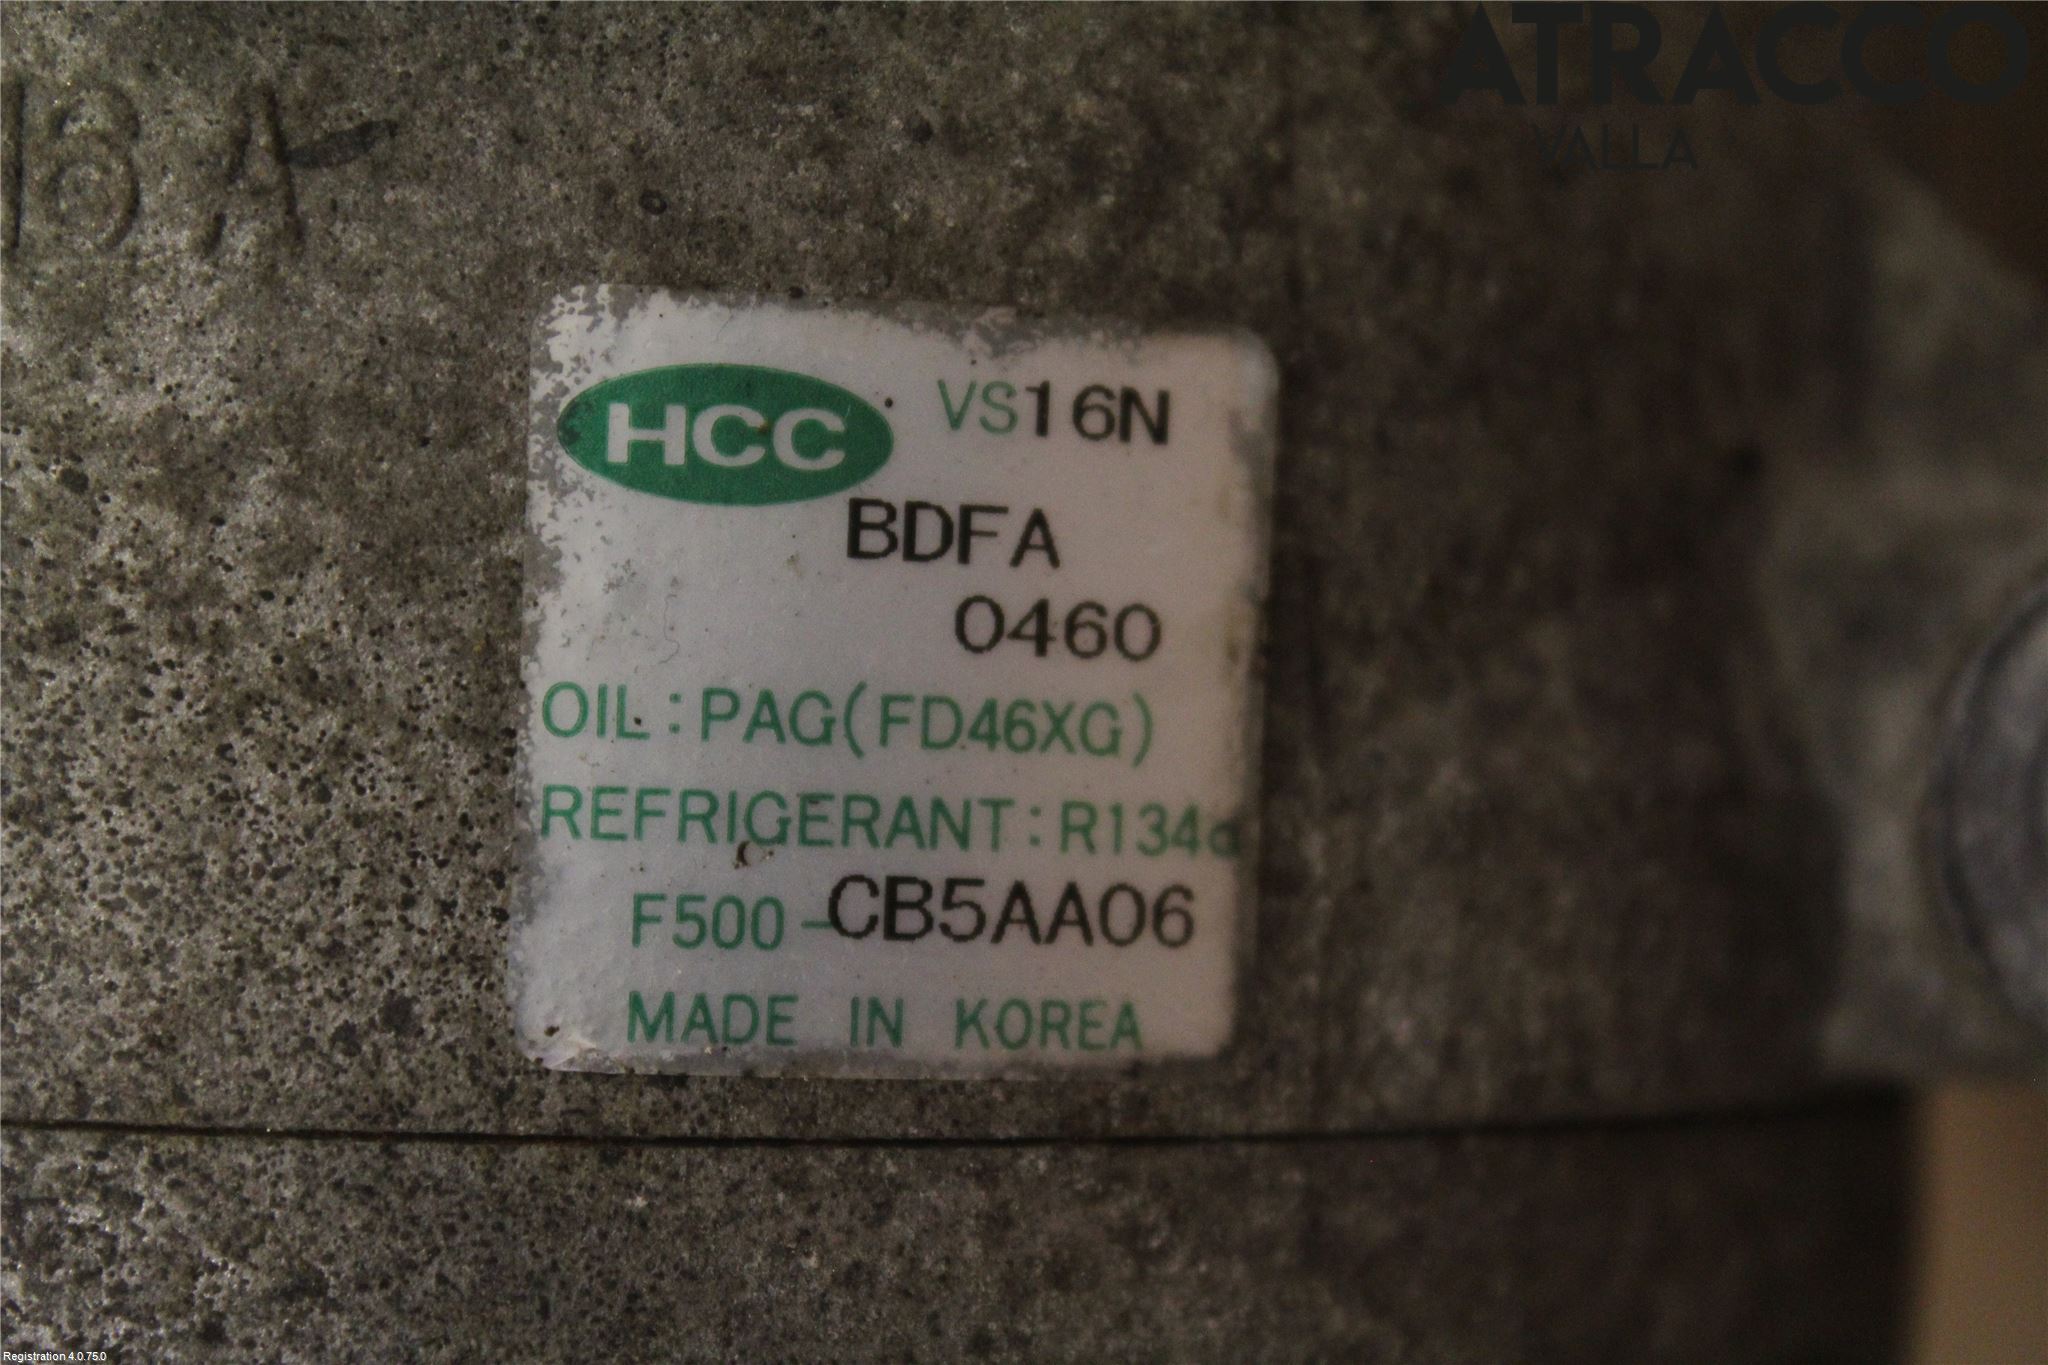 ATRACCO
VALLA
16 A
HCC VS16N
BDFA
0460
OIL : PAG(FD46XG)
REFRIGERANT : R134a
F500-CB5AA06
MADE IN KOREA
Registration 4.0.75.0